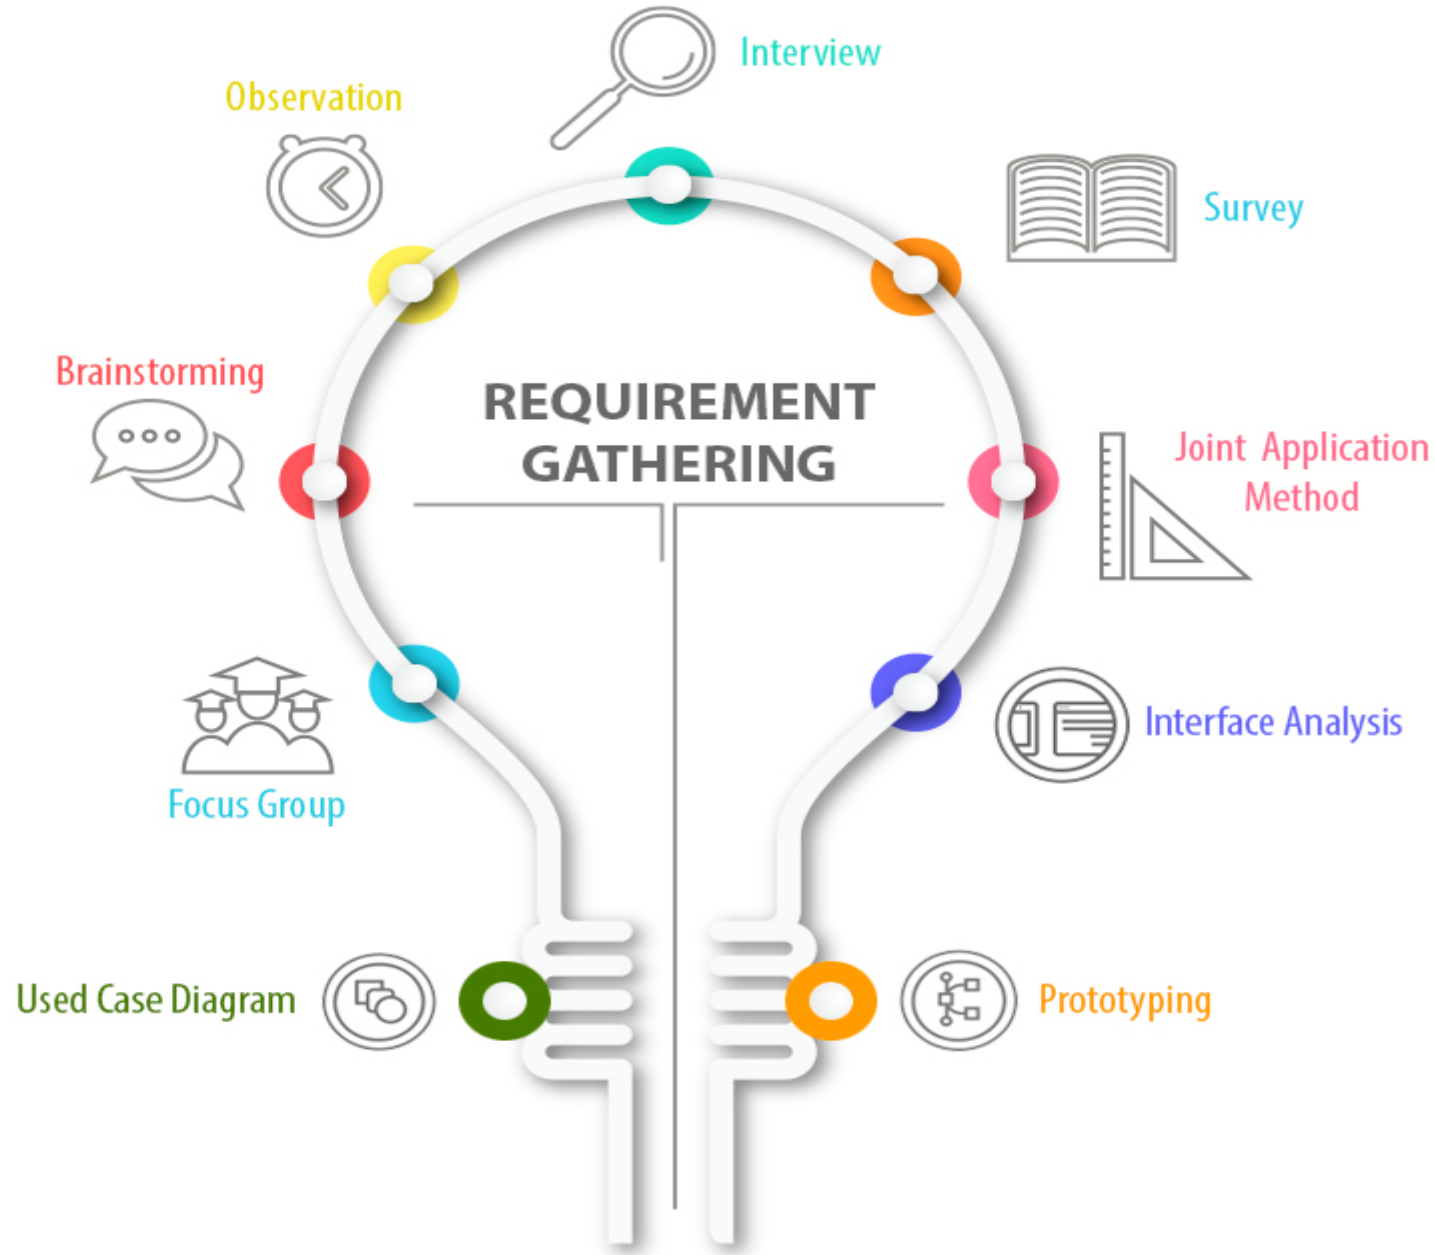 Interview
Observation
Survey
Brainstorming
REQUIREMENT
GATHERING
Joint Application
Method
Interface Analysis
Focus Group
Used Case Diagram
Prototyping